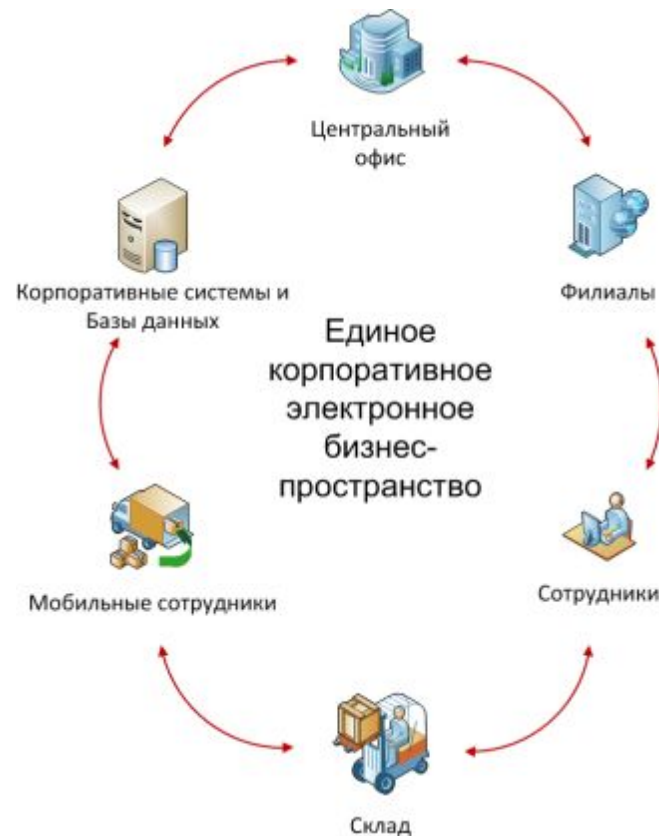 Центральный
офис
Корпоративные системы и
Базы данных
Филиалы
Единое
корпоративное
электронное
бизнес-
пространство
Мобильные сотрудники
Сотрудники
Склад